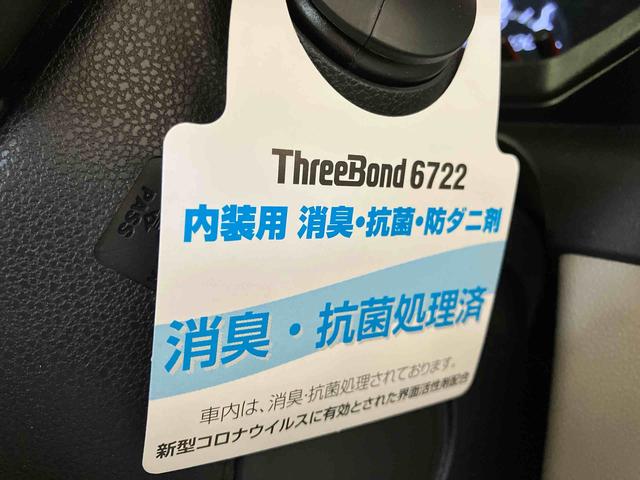 ThreeBond 6722
内装用 消臭・抗菌・防ダニ剤
消臭・抗菌処理済
車内は、消臭・抗菌処理されております。
新型コロナウイルスに有効とされた界面活性剤配合
PASS